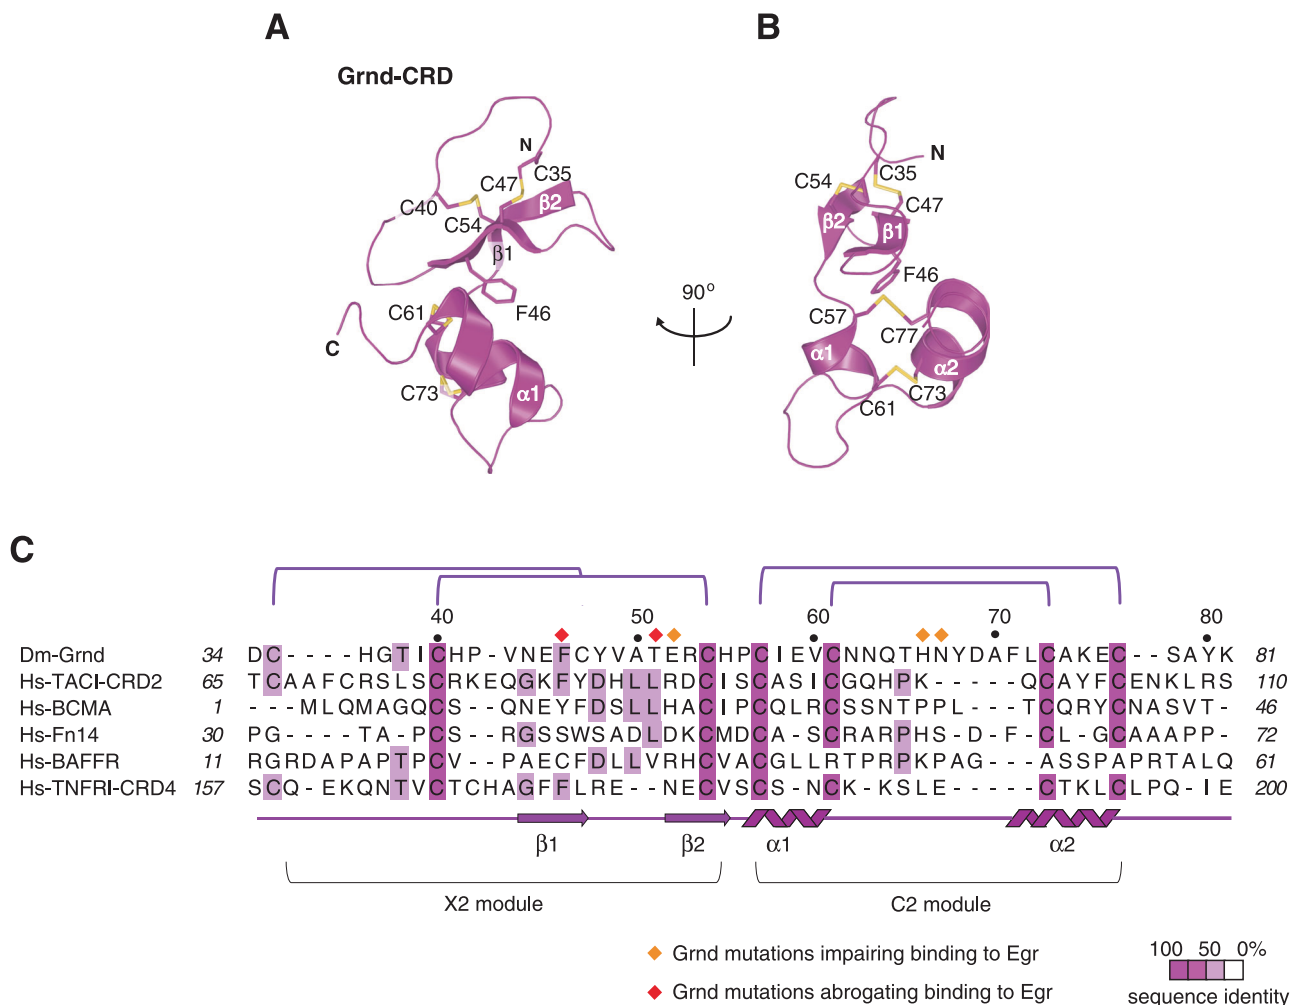 A
B
Grnd-CRD
N
C35
C47
C40
C54
β2
β1
F46
C61
C
C73
α1
90°
N
C35
C54
C47
β2
β1
F46
C57
C77
α1
α2
C73
C61
C
40 50 60 70 80
Dm-Grnd 34 DC----HGTICHP-VNEFCYVATERCHPCIEVCNNQTHNYDAFLCAKEC--SAYK 81
Hs-TACI-CRD2 65 TCAAFCRSLSCRKEQGKFYDHLLRDCISCASICGQHPK-----QCAYFCENKLRS 110
Hs-BCMA 1 --MLQMAGQCS--QNEYFDSLLHACIPCQLRCSSNTPPL--TCQRYCNASVT- 46
Hs-Fn14 30 PG----TA-PCS--RGSSWSADLDKCMDCASCRARPHS-D-FCL-GCAAAPP- 72
Hs-BAFFR 11 RGRDAPAPTPCV--PAECFDLLVRHCVACGLLRTPRPKPAG---ASSPAPRTALQ 61
Hs-TNFRI-CRD4 157 SCQ-EKQNTVCTCHAGFFLRE--NECVSCS-NCK-KSLE----CTKLCLPQ-IE 200
β1 β2 α1 α2
X2 module C2 module
Grnd mutations impairing binding to Egr
Grnd mutations abrogating binding to Egr
100 50 0%
sequence identity